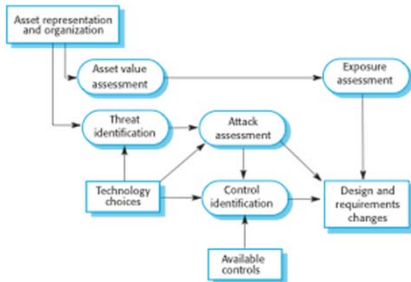 Asset representation
and organization
Asset value
assessment
Exposure
assessment
Threat
identification
Attack
assessment
Technology
choices
Control
identification
Design and
requirements
changes
Available
controls